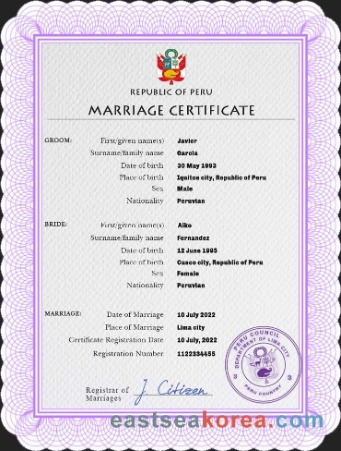 REPUBLIC OF PERU
MARRIAGE CERTIFICATE
GROOM: First/given name(s) Javier
Surname/family name Garcia
Date of birth 30 May 1993
Place of birth Iquitos city, Republic of Peru
Sex Male
Nationality Peruvian
BRIDE: First/given name(s) Aiko
Surname/family name Fernandez
Date of birth 12 June 1995
Place of birth Cusco city, Republic of Peru
Sex Female
Nationality Peruvian
MARRIAGE: Date of Marriage 10 July 2022
Place of Marriage Lima city
Certificate Registration Date 10 July, 2022
Registration Number 1122334455
PERU COUNCIL
DEPARTMENT OF LIMA CITY
PERU COUNTRY
Registrar of Marriages J. Citizen
eastseakorea.com